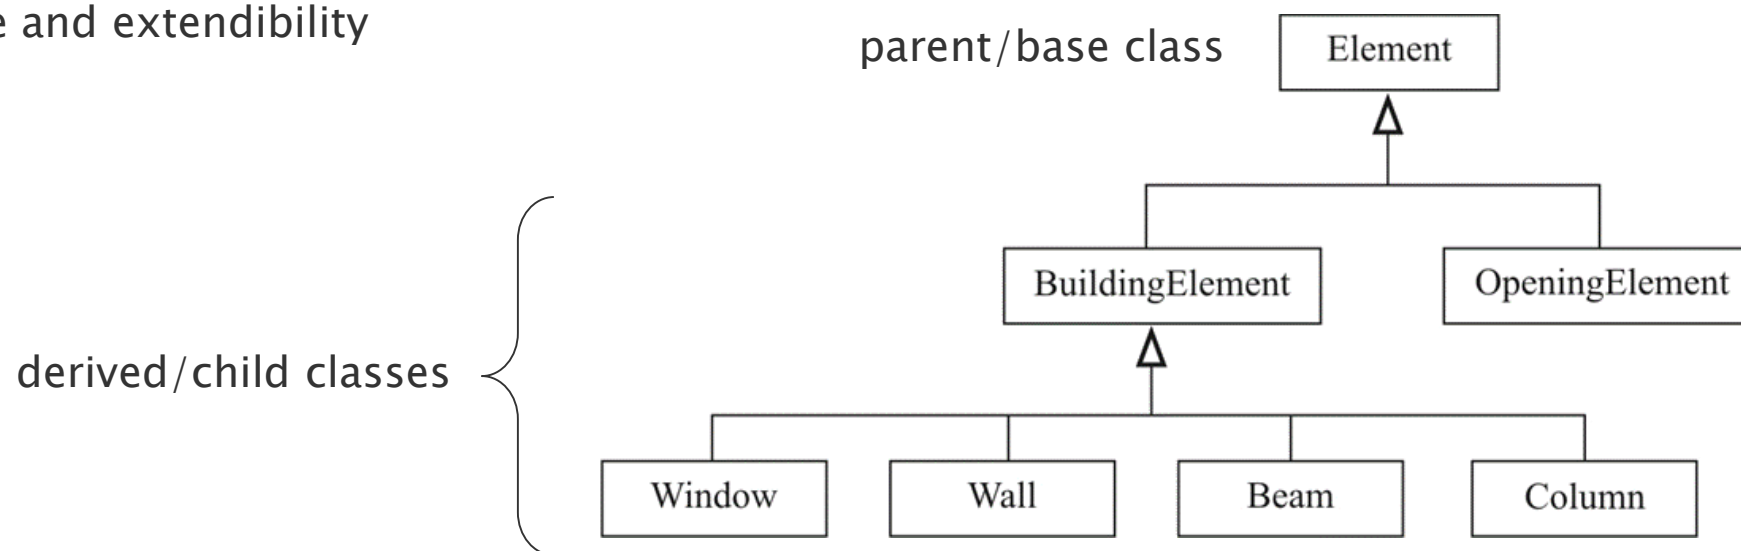 and extendibility
parent/base class
Element
BuildingElement
OpeningElement
derived/child classes
Window
Wall
Beam
Column